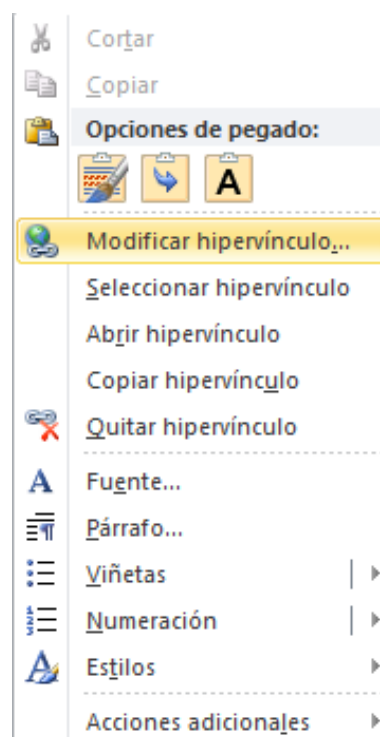 Cortar
Copiar
Opciones de pegado:
A
Modificar hipervínculo...
Seleccionar hipervínculo
Abrir hipervínculo
Copiar hipervínculo
Quitar hipervínculo
A Fuente...
Párrafo...
Viñetas
Numeración
A Estilos
Acciones adicionales